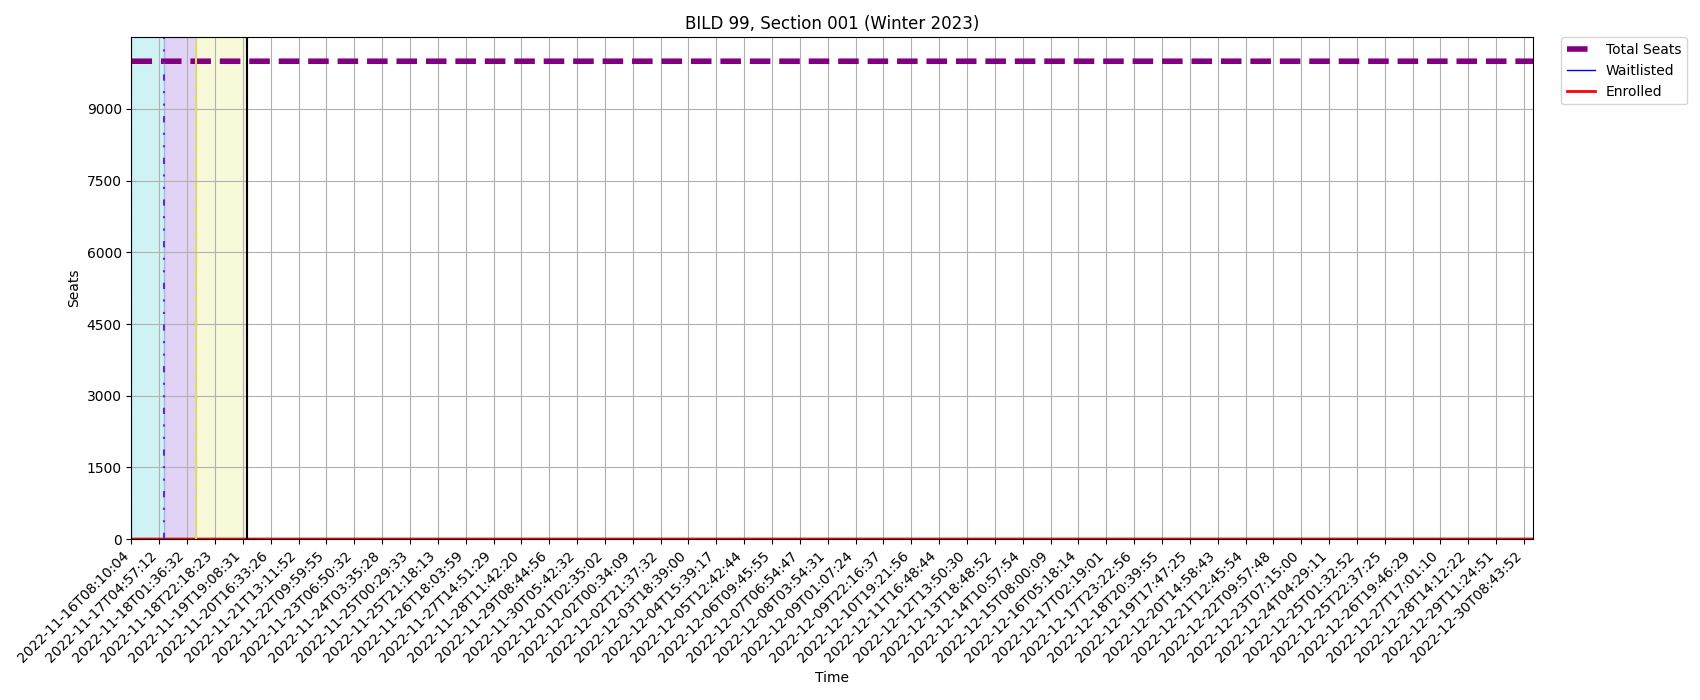 BILD 99, Section 001 (Winter 2023)
Total Seats
Waitlisted
Enrolled
9000
7500
6000
4500
3000
1500
0
Seats
2022-11-16T08:10:04
2022-11-17T04:57:12
2022-11-18T01:36:32
2022-11-18T22:18:23
2022-11-19T19:08:31
2022-11-20T16:33:26
2022-11-21T13:11:52
2022-11-22T09:59:55
2022-11-23T06:50:32
2022-11-24T03:35:28
2022-11-25T00:29:33
2022-11-25T21:18:13
2022-11-26T18:03:59
2022-11-27T14:51:29
2022-11-28T11:42:20
2022-11-29T08:44:56
2022-11-30T05:42:32
2022-12-01T02:35:02
2022-12-02T00:34:09
2022-12-02T21:37:32
2022-12-03T18:39:00
2022-12-04T15:39:17
2022-12-05T12:42:44
2022-12-06T09:45:55
2022-12-07T06:54:47
2022-12-08T03:54:31
2022-12-09T01:07:24
2022-12-09T22:16:37
2022-12-10T19:21:56
2022-12-11T16:48:44
2022-12-12T13:50:30
2022-12-13T18:48:52
2022-12-14T10:57:54
2022-12-15T08:00:09
2022-12-16T05:18:14
2022-12-17T02:19:01
2022-12-17T23:22:56
2022-12-18T20:39:55
2022-12-19T17:47:25
2022-12-20T14:58:43
2022-12-21T12:45:54
2022-12-22T09:57:48
2022-12-23T07:15:00
2022-12-24T04:29:11
2022-12-25T01:32:52
2022-12-25T22:37:25
2022-12-26T19:46:29
2022-12-27T17:01:10
2022-12-28T14:12:22
2022-12-29T11:24:51
2022-12-30T08:43:52
Time